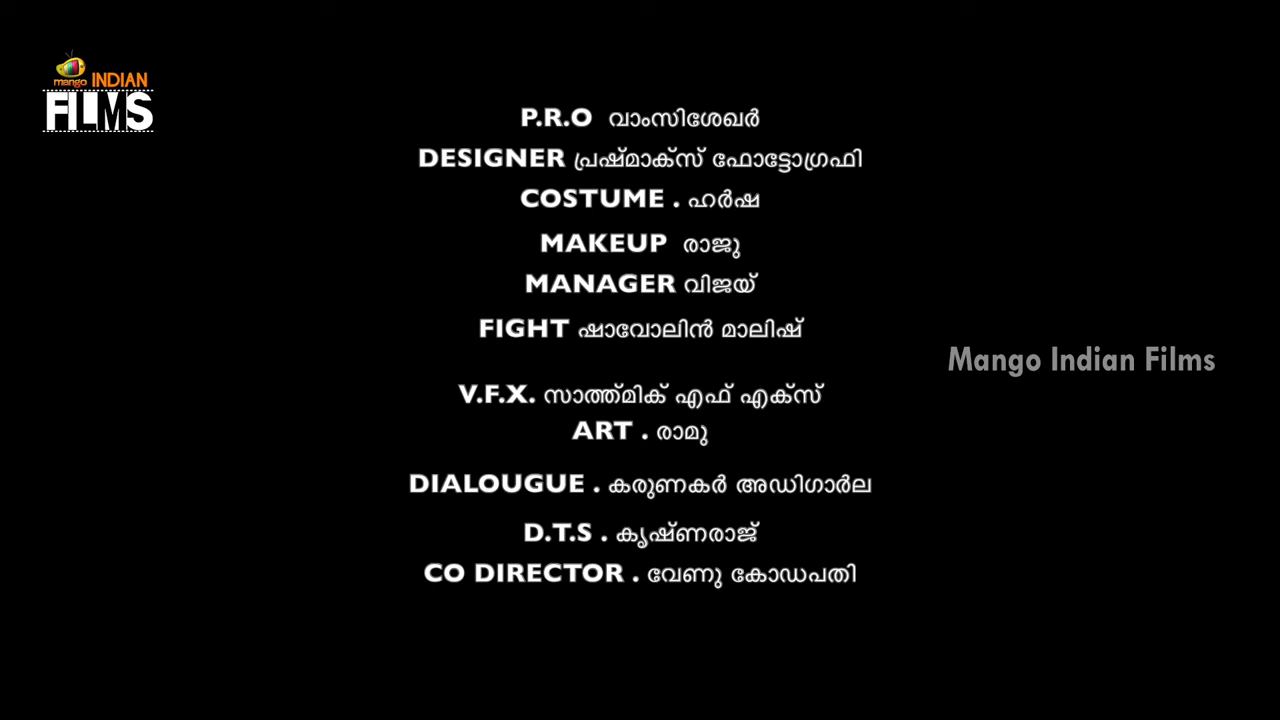 mango INDIAN
FILMS
P.R.O വാംസിശേഖർ
DESIGNER പ്രഷ്മാക്സ് ഫോട്ടോഗ്രഫി
COSTUME . ഹർഷ
MAKEUP രാജു
MANAGER വിജയ്
FIGHT ഷാവോലിൻ മാലിഷ്
Mango Indian Films
V.F.X. സാത്ത്മിക് എഫ് എക്സ്
ART . രാമു
DIALOUGUE . കരുണകർ അഡിഗാർല
D.T.S . കൃഷ്ണരാജ്
CO DIRECTOR . വേണു കോഡപതി